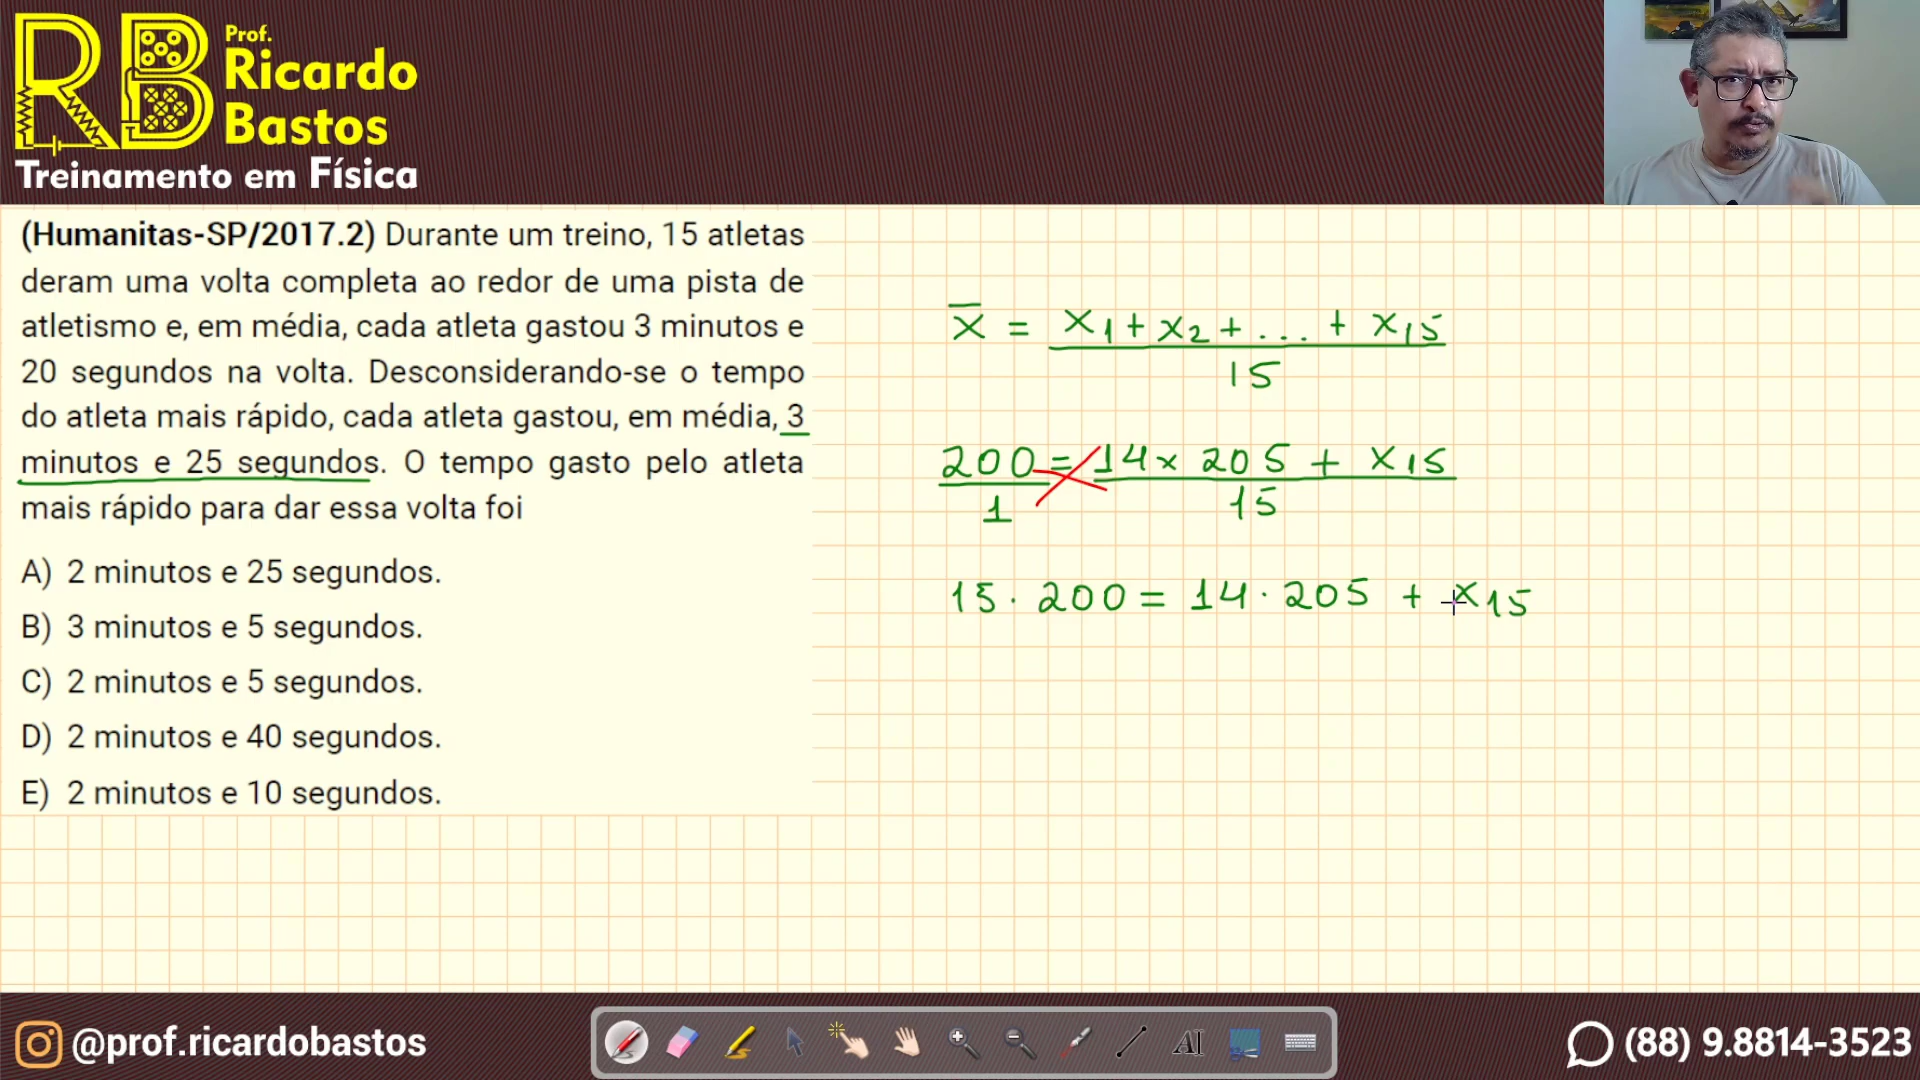 RB Prof.
Ricardo
Bastos
Treinamento em Física
(Humanitas-SP/2017.2) Durante um treino, 15 atletas
deram uma volta completa ao redor de uma pista de
atletismo e, em média, cada atleta gastou 3 minutos e
20 segundos na volta. Desconsiderando-se o tempo
do atleta mais rápido, cada atleta gastou, em média, 3
minutos e 25 segundos. O tempo gasto pelo atleta
mais rápido para dar essa volta foi
A) 2 minutos e 25 segundos.
B) 3 minutos e 5 segundos.
C) 2 minutos e 5 segundos.
D) 2 minutos e 40 segundos.
E) 2 minutos e 10 segundos.
x̅ = x1 + x2 + ... + x15
15
200 = 14 x 205 + x15
1 15
15 · 200 = 14 · 205 + x15
@prof.ricardobastos
AI
(88) 9.8814-3523